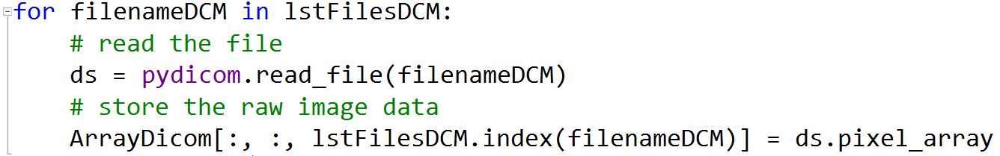 for filenameDCM in lstFilesDCM:
    # read the file
    ds = pydicom.read_file(filenameDCM)
    # store the raw image data
    ArrayDicom[:, :, lstFilesDCM.index(filenameDCM)] = ds.pixel_array